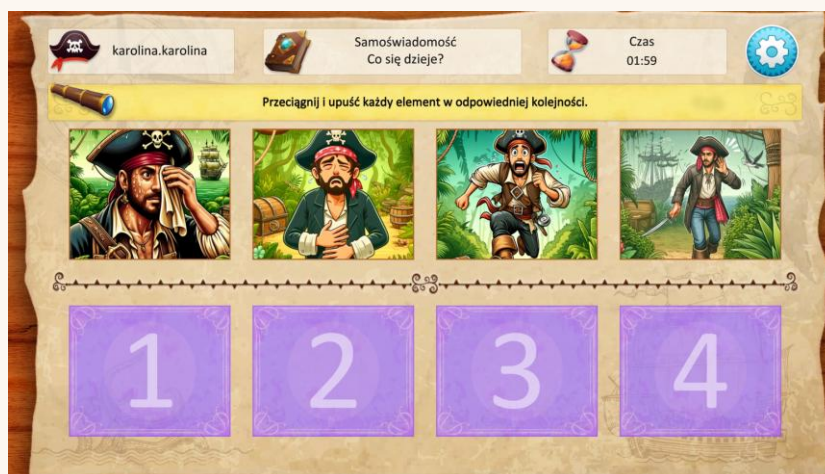 karolina.karolina
Samoświadomość
Co się dzieje?
Czas
01:59
Przeciągnij i upuść każdy element w odpowiedniej kolejności.
1
2
3
4